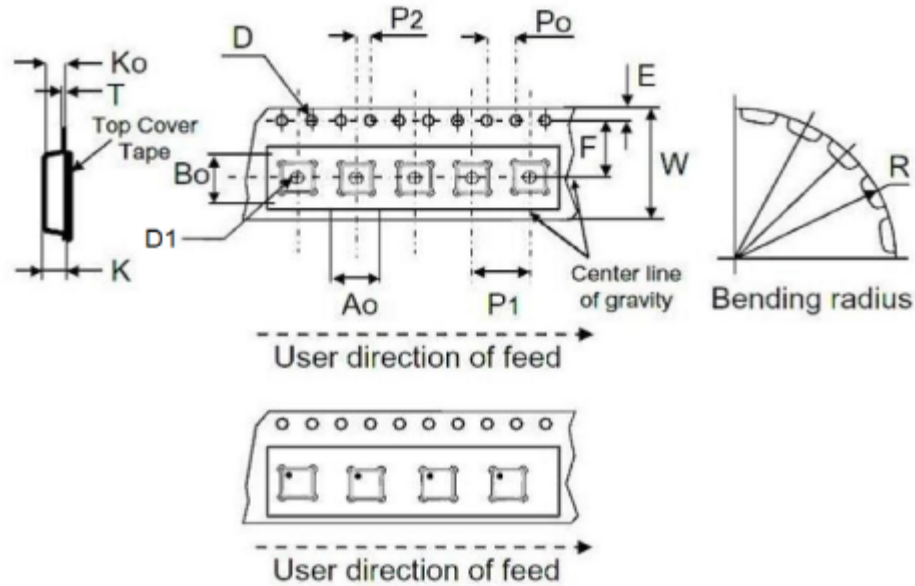 P2
Po
D
E
Ko
T
Top Cover
Tape
F
W
R
Bo
D1
K
Ao
P1
Center line
of gravity
Bending radius
User direction of feed
User direction of feed